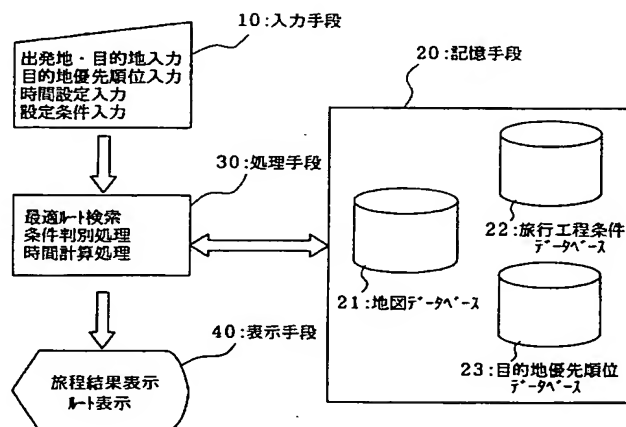 10:入力手段
出発地・目的地入力
目的地優先順位入力
時間設定入力
設定条件入力
20:記憶手段
30:処理手段
最適ルート検索
条件判別処理
時間計算処理
22:旅行工程条件
データベース
21:地図データベース
40:表示手段
旅程結果表示
ルート表示
23:目的地優先順位
データベース